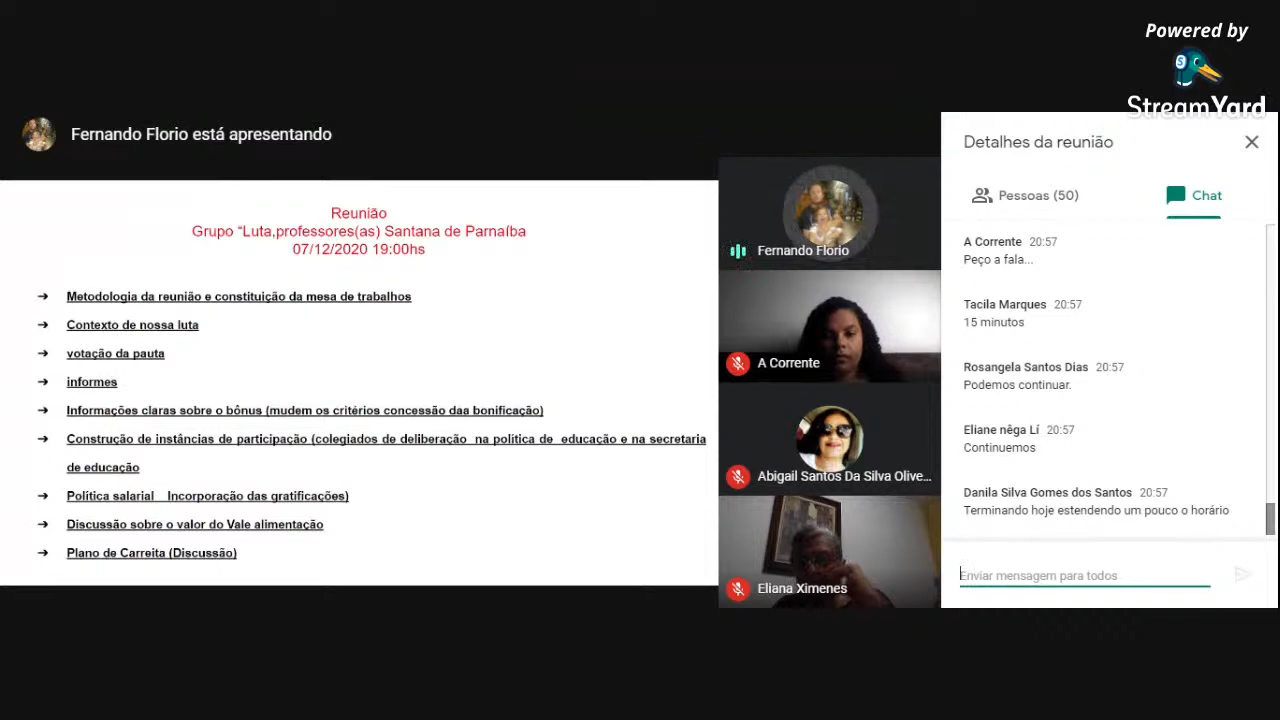 Powered by
StreamYard
Fernando Florio está apresentando
Reunião
Grupo “Luta,professores(as) Santana de Parnaíba
07/12/2020 19:00hs
➔ Metodologia da reunião e constituição da mesa de trabalhos
➔ Contexto de nossa luta
➔ votação da pauta
➔ informes
➔ Informações claras sobre o bônus (mudem os critérios concessão daa bonificação)
➔ Construção de instâncias de participação (colegiados de deliberação na politica de educação e na secretaria
de educação
➔ Política salarial Incorporação das gratificações)
➔ Discussão sobre o valor do Vale alimentação
➔ Plano de Carreita (Discussão)
Fernando Florio
A Corrente
Abigail Santos Da Silva Olive...
Eliana Ximenes
Detalhes da reunião
Pessoas (50)
Chat
A Corrente 20:57
Peço a fala...
Tacila Marques 20:57
15 minutos
Rosangela Santos Dias 20:57
Podemos continuar.
Eliane nêga Lí 20:57
Continuemos
Danila Silva Gomes dos Santos 20:57
Terminando hoje estendendo um pouco o horário
Enviar mensagem para todos